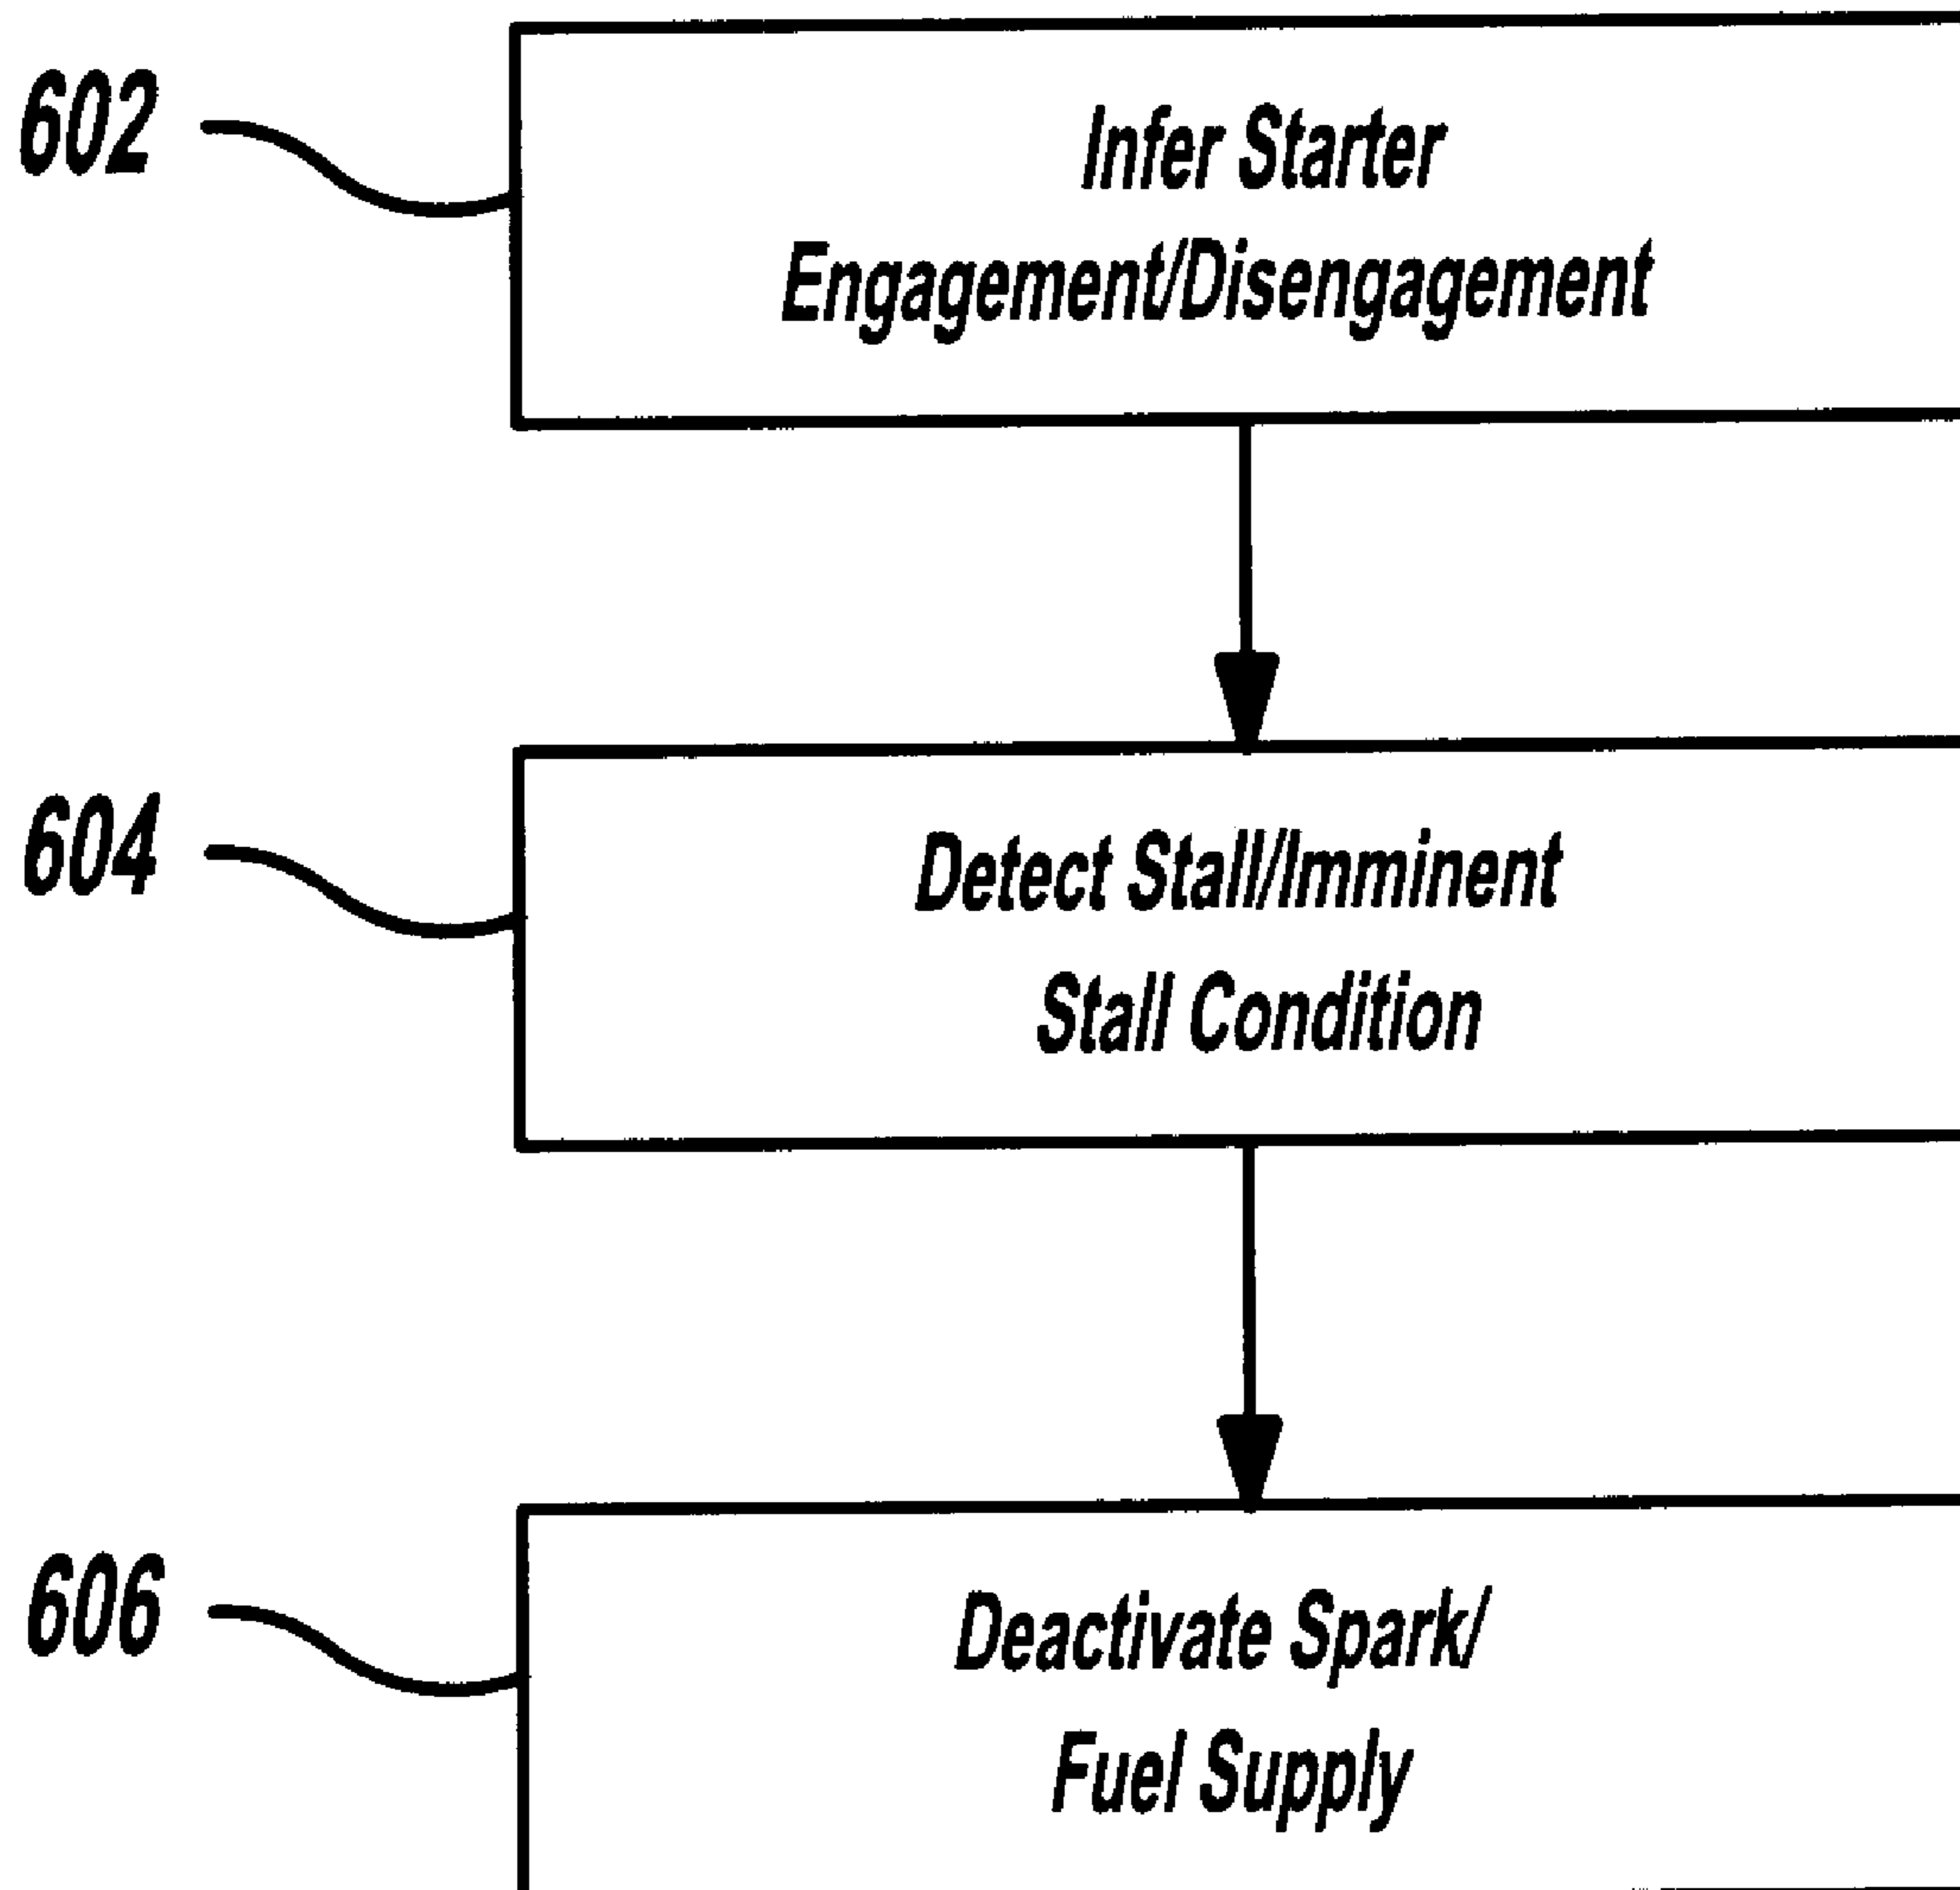 602
Infer Starter
Engagement/Disengagement
604
Detect Stall/Imminent
Stall Condition
606
Deactivate Spark/
Fuel Supply